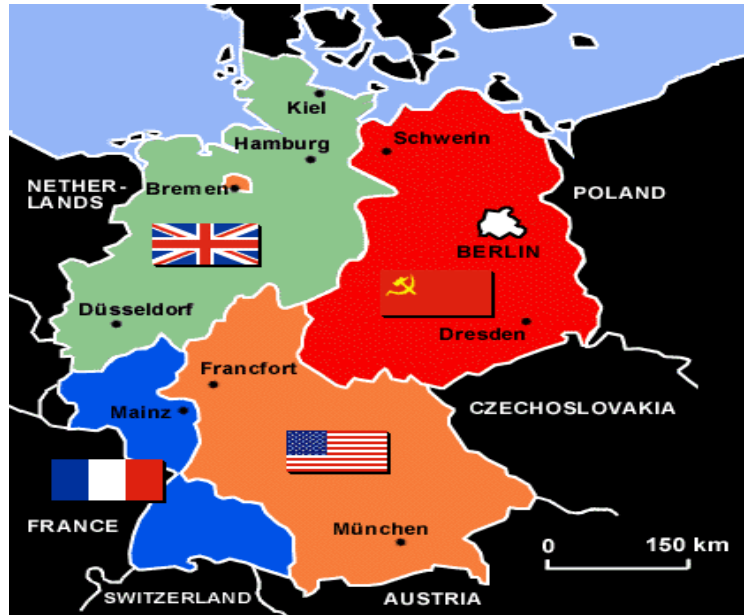 Kiel
Hamburg
Schwerin
NETHER-
LANDS
Bremen
POLAND
BERLIN
Düsseldorf
Dresden
Francfort
Mainz
CZECHOSLOVAKIA
FRANCE
München
0 150 km
SWITZERLAND
AUSTRIA